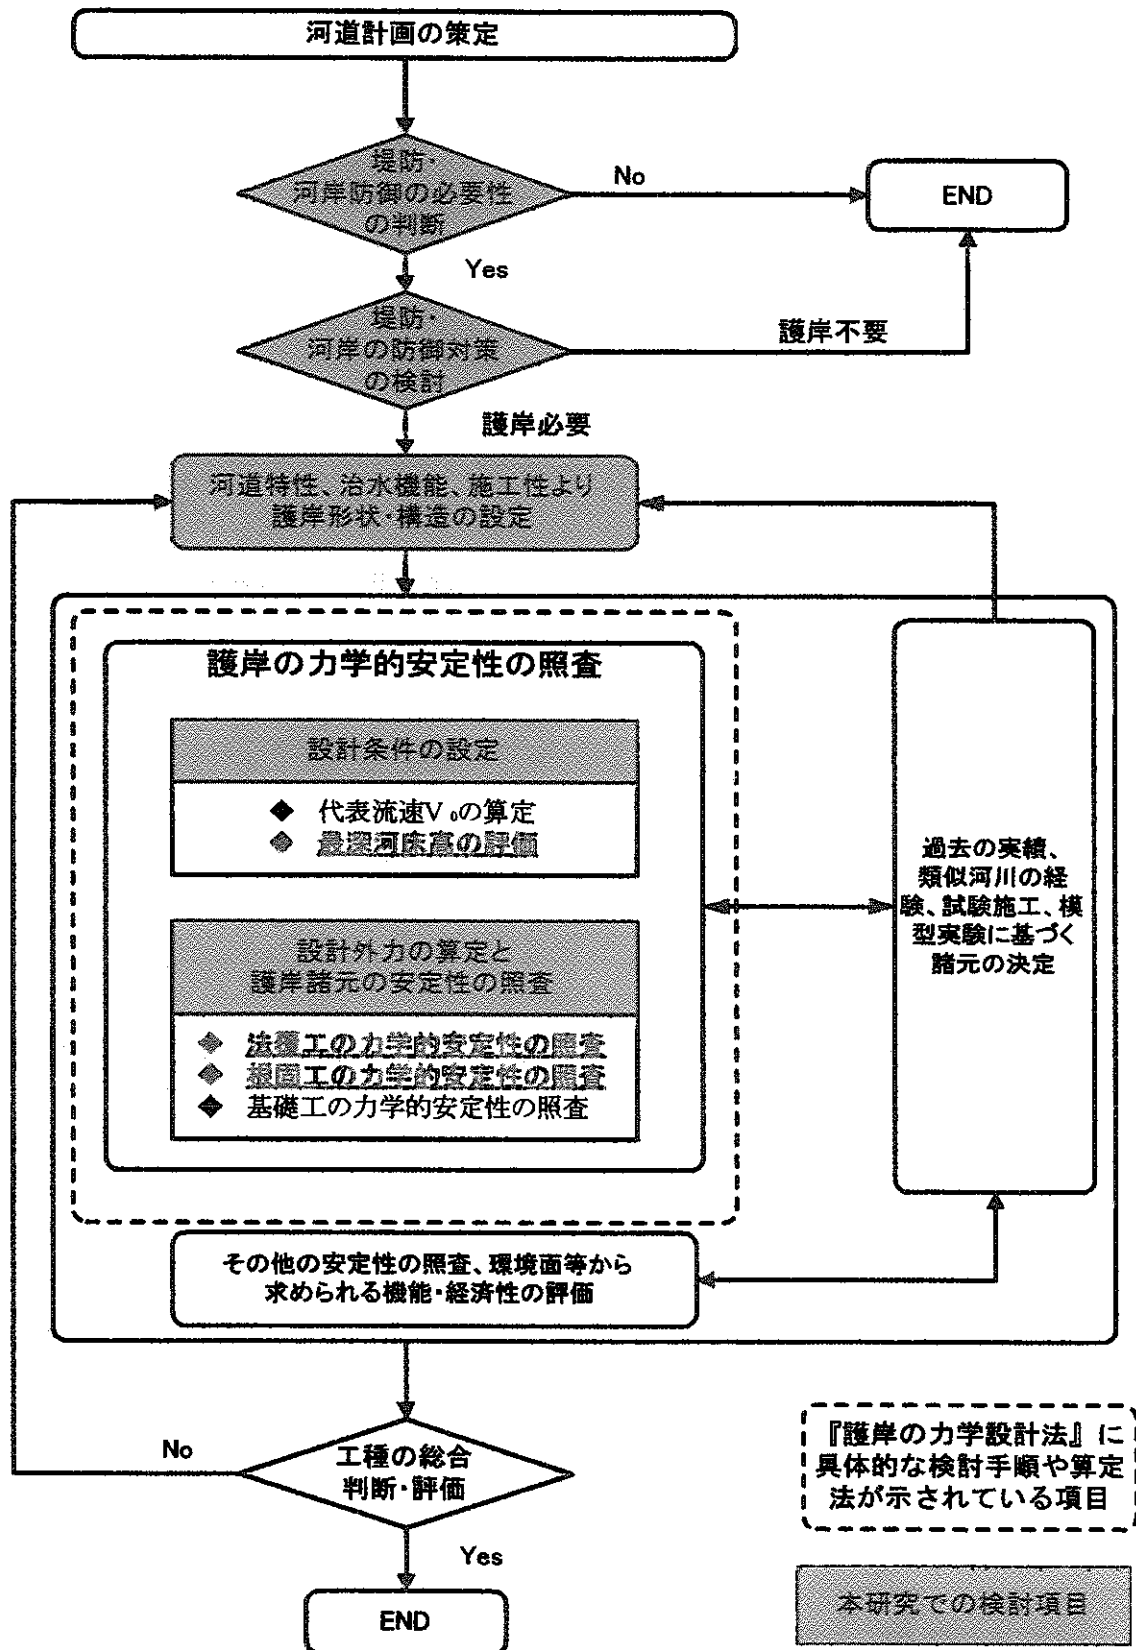 河道計画の策定
堤防・
河岸防御の必要性
の判断
No
END
Yes
堤防・
河岸の防御対策
の検討
護岸不要
護岸必要
河道特性、治水機能、施工性より
護岸形状・構造の設定
護岸の力学的安定性の照査
設計条件の設定
◆ 代表流速V₀の算定
◆ 最深河床高の評価
設計外力の算定と
護岸諸元の安定性の照査
◆ 法覆工の力学的安定性の照査
◆ 根固工の力学的安定性の照査
◆ 基礎工の力学的安定性の照査
過去の実績、
類似河川の経
験、試験施工、模
型実験に基づく
諸元の決定
その他の安定性の照査、環境面等から
求められる機能・経済性の評価
No
工種の総合
判断・評価
Yes
END
『護岸の力学設計法』に
具体的な検討手順や算定
法が示されている項目
本研究での検討項目